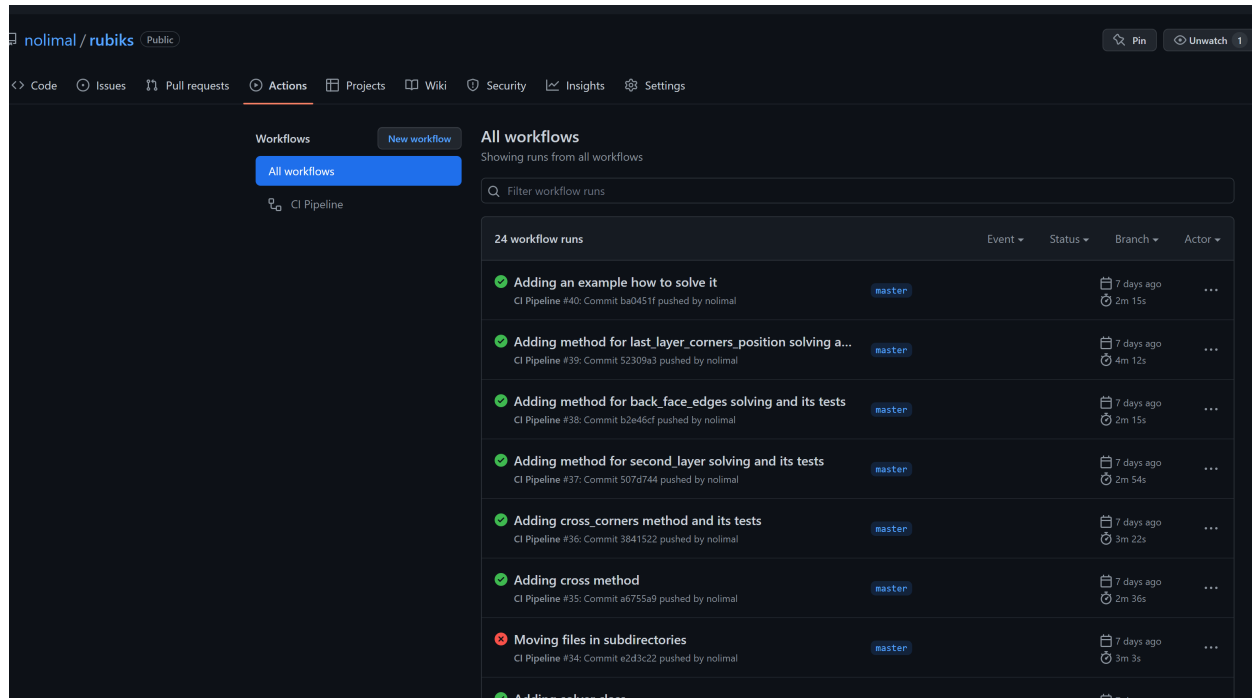 nolimal / rubiks Public
Pin
Unwatch 1
Code Issues Pull requests Actions Projects Wiki Security Insights Settings
Workflows
New workflow
All workflows
CI Pipeline
All workflows
Showing runs from all workflows
Filter workflow runs
24 workflow runs Event Status Branch Actor
Adding an example how to solve it
CI Pipeline #40: Commit ba0451f pushed by nolimal
master
7 days ago
2m 15s
Adding method for last_layer_corners_position solving a...
CI Pipeline #39: Commit 52309a3 pushed by nolimal
master
7 days ago
4m 12s
Adding method for back_face_edges solving and its tests
CI Pipeline #38: Commit b2e46cf pushed by nolimal
master
7 days ago
2m 15s
Adding method for second_layer solving and its tests
CI Pipeline #37: Commit 507d744 pushed by nolimal
master
7 days ago
2m 54s
Adding cross_corners method and its tests
CI Pipeline #36: Commit 3841522 pushed by nolimal
master
7 days ago
3m 22s
Adding cross method
CI Pipeline #35: Commit a6755a9 pushed by nolimal
master
7 days ago
2m 36s
Moving files in subdirectories
CI Pipeline #34: Commit e2d3c22 pushed by nolimal
master
7 days ago
3m 3s
Adding solver class